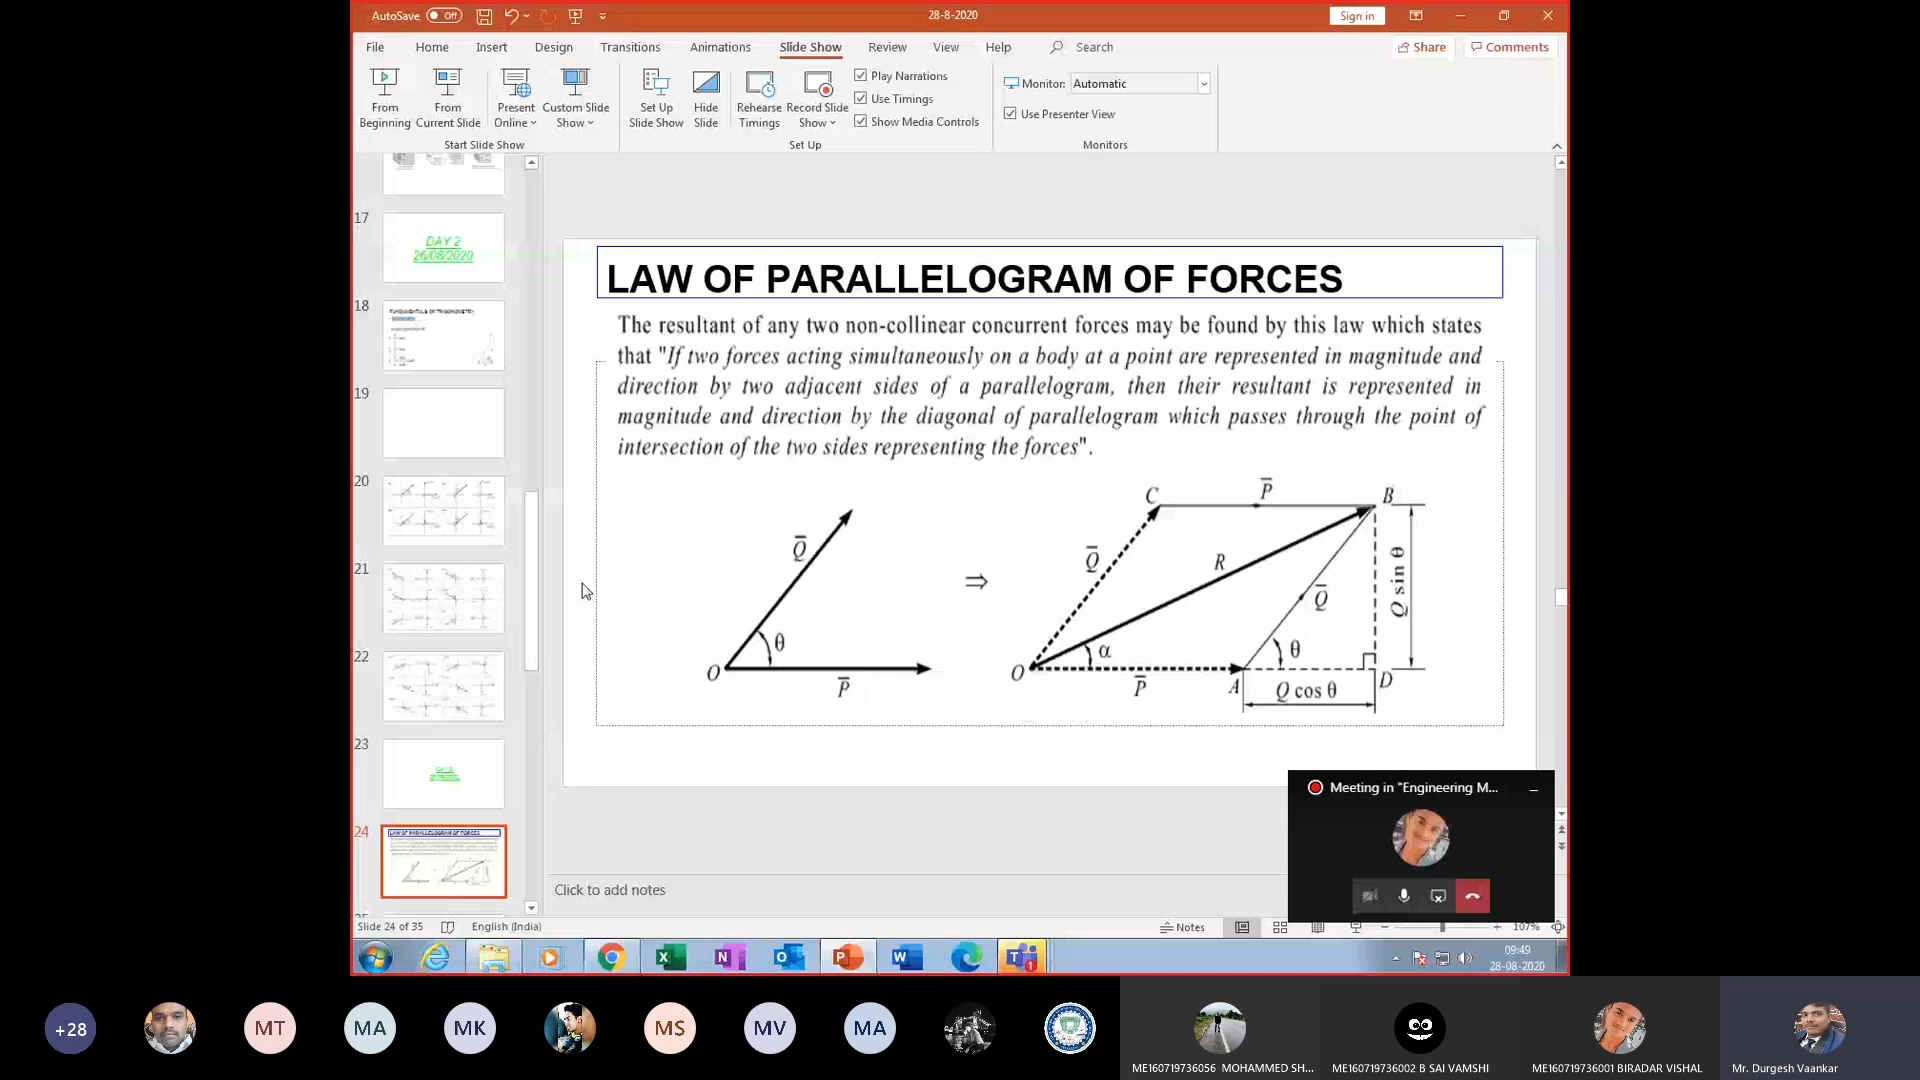 AutoSave Off
28-8-2020
Sign in
File Home Insert Design Transitions Animations Slide Show Review View Help Search
Share Comments
From Beginning
From Current Slide
Present Online
Custom Slide Show
Set Up Slide Show
Hide Slide
Rehearse Timings
Record Slide Show
Play Narrations
Use Timings
Show Media Controls
Monitor: Automatic
Use Presenter View
Start Slide Show
Set Up
Monitors
17
DAY 2
26/08/2020
18
FUNDAMENTALS OF TRIGONOMETRY
19
20
21
22
23
24
LAW OF PARALLELOGRAM OF FORCES
LAW OF PARALLELOGRAM OF FORCES
The resultant of any two non-collinear concurrent forces may be found by this law which states
that "If two forces acting simultaneously on a body at a point are represented in magnitude and
direction by two adjacent sides of a parallelogram, then their resultant is represented in
magnitude and direction by the diagonal of parallelogram which passes through the point of
intersection of the two sides representing the forces".
Q̅
θ
O
P̅
⇒
C
P̅
B
Q̅
R
Q̅
Q sin θ
α
θ
O
P̅
A
Q cos θ
D
Meeting in "Engineering M...
Click to add notes
Slide 24 of 35
English (India)
Notes
107%
09:49
28-08-2020
+28
MT
MA
MK
MS
MV
MA
ME160719736056 MOHAMMED SH...
ME160719736002 B SAI VAMSHI
ME160719736001 BIRADAR VISHAL
Mr. Durgesh Vaankar